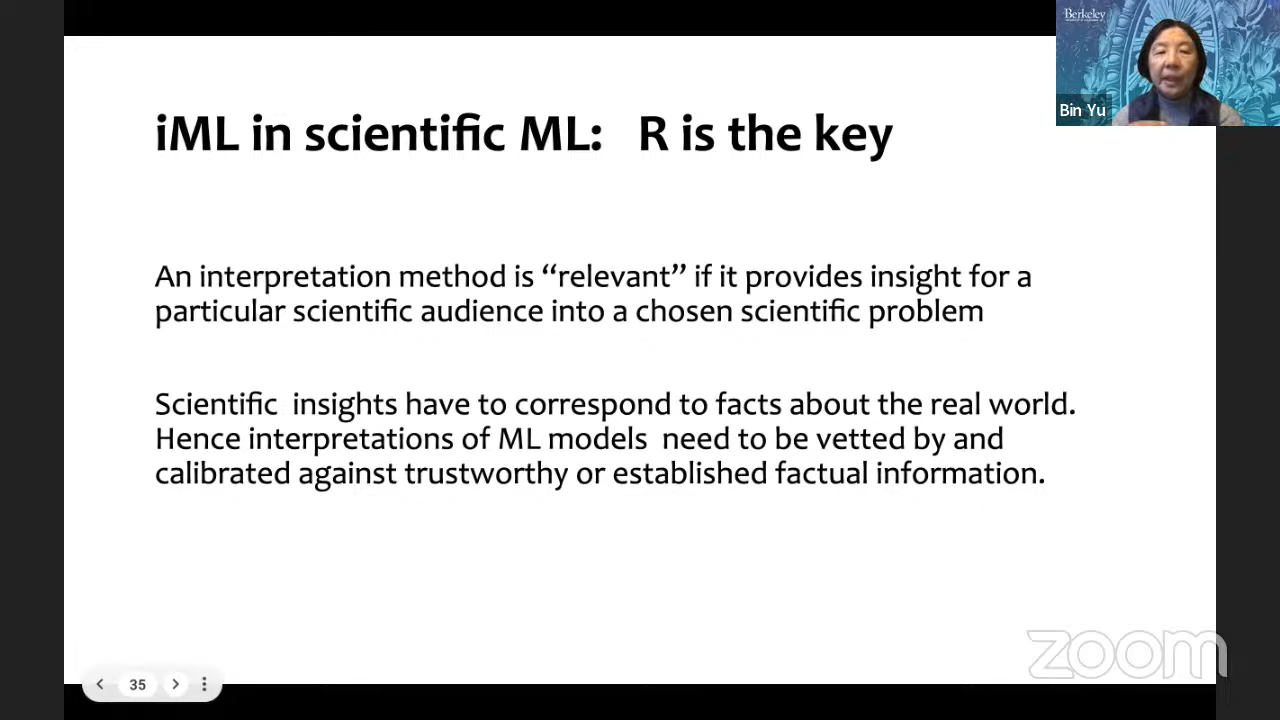 Berkeley
Bin Yu
iML in scientific ML: R is the key
An interpretation method is “relevant” if it provides insight for a
particular scientific audience into a chosen scientific problem
Scientific insights have to correspond to facts about the real world.
Hence interpretations of ML models need to be vetted by and
calibrated against trustworthy or established factual information.
35
zoom